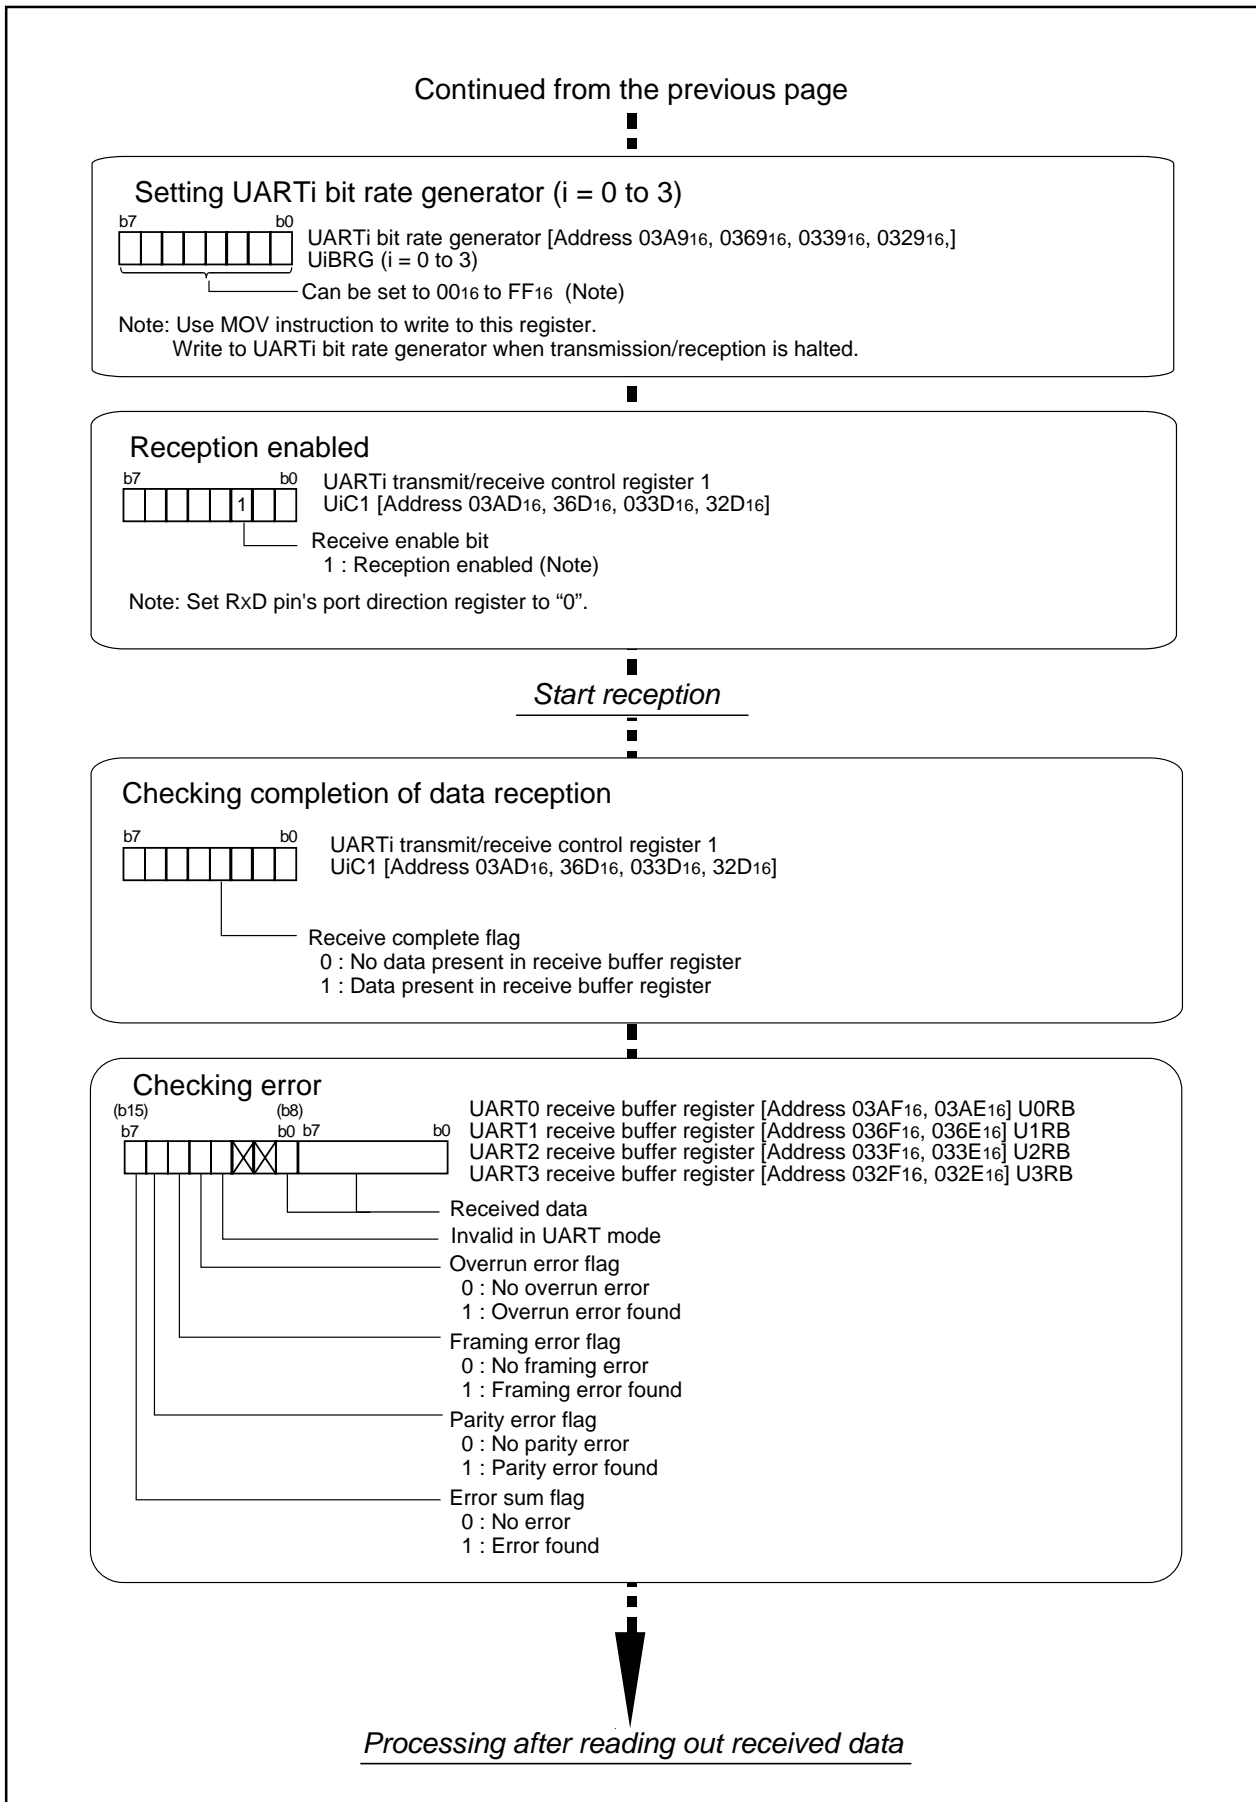 Continued from the previous page
Setting UARTi bit rate generator (i = 0 to 3)
b7 b0
UARTi bit rate generator [Address 03A916, 036916, 033916, 032916,]
UiBRG (i = 0 to 3)
Can be set to 0016 to FF16 (Note)
Note: Use MOV instruction to write to this register.
Write to UARTi bit rate generator when transmission/reception is halted.
Reception enabled
b7 b0
UARTi transmit/receive control register 1
1
UiC1 [Address 03AD16, 36D16, 033D16, 32D16]
Receive enable bit
1 : Reception enabled (Note)
Note: Set RxD pin's port direction register to “0”.
Start reception
Checking completion of data reception
b7 b0
UARTi transmit/receive control register 1
UiC1 [Address 03AD16, 36D16, 033D16, 32D16]
Receive complete flag
0 : No data present in receive buffer register
1 : Data present in receive buffer register
Checking error
(b15) (b8)
b7 b0 b7 b0
UART0 receive buffer register [Address 03AF16, 03AE16] U0RB
UART1 receive buffer register [Address 036F16, 036E16] U1RB
UART2 receive buffer register [Address 033F16, 033E16] U2RB
UART3 receive buffer register [Address 032F16, 032E16] U3RB
Received data
Invalid in UART mode
Overrun error flag
0 : No overrun error
1 : Overrun error found
Framing error flag
0 : No framing error
1 : Framing error found
Parity error flag
0 : No parity error
1 : Parity error found
Error sum flag
0 : No error
1 : Error found
Processing after reading out received data